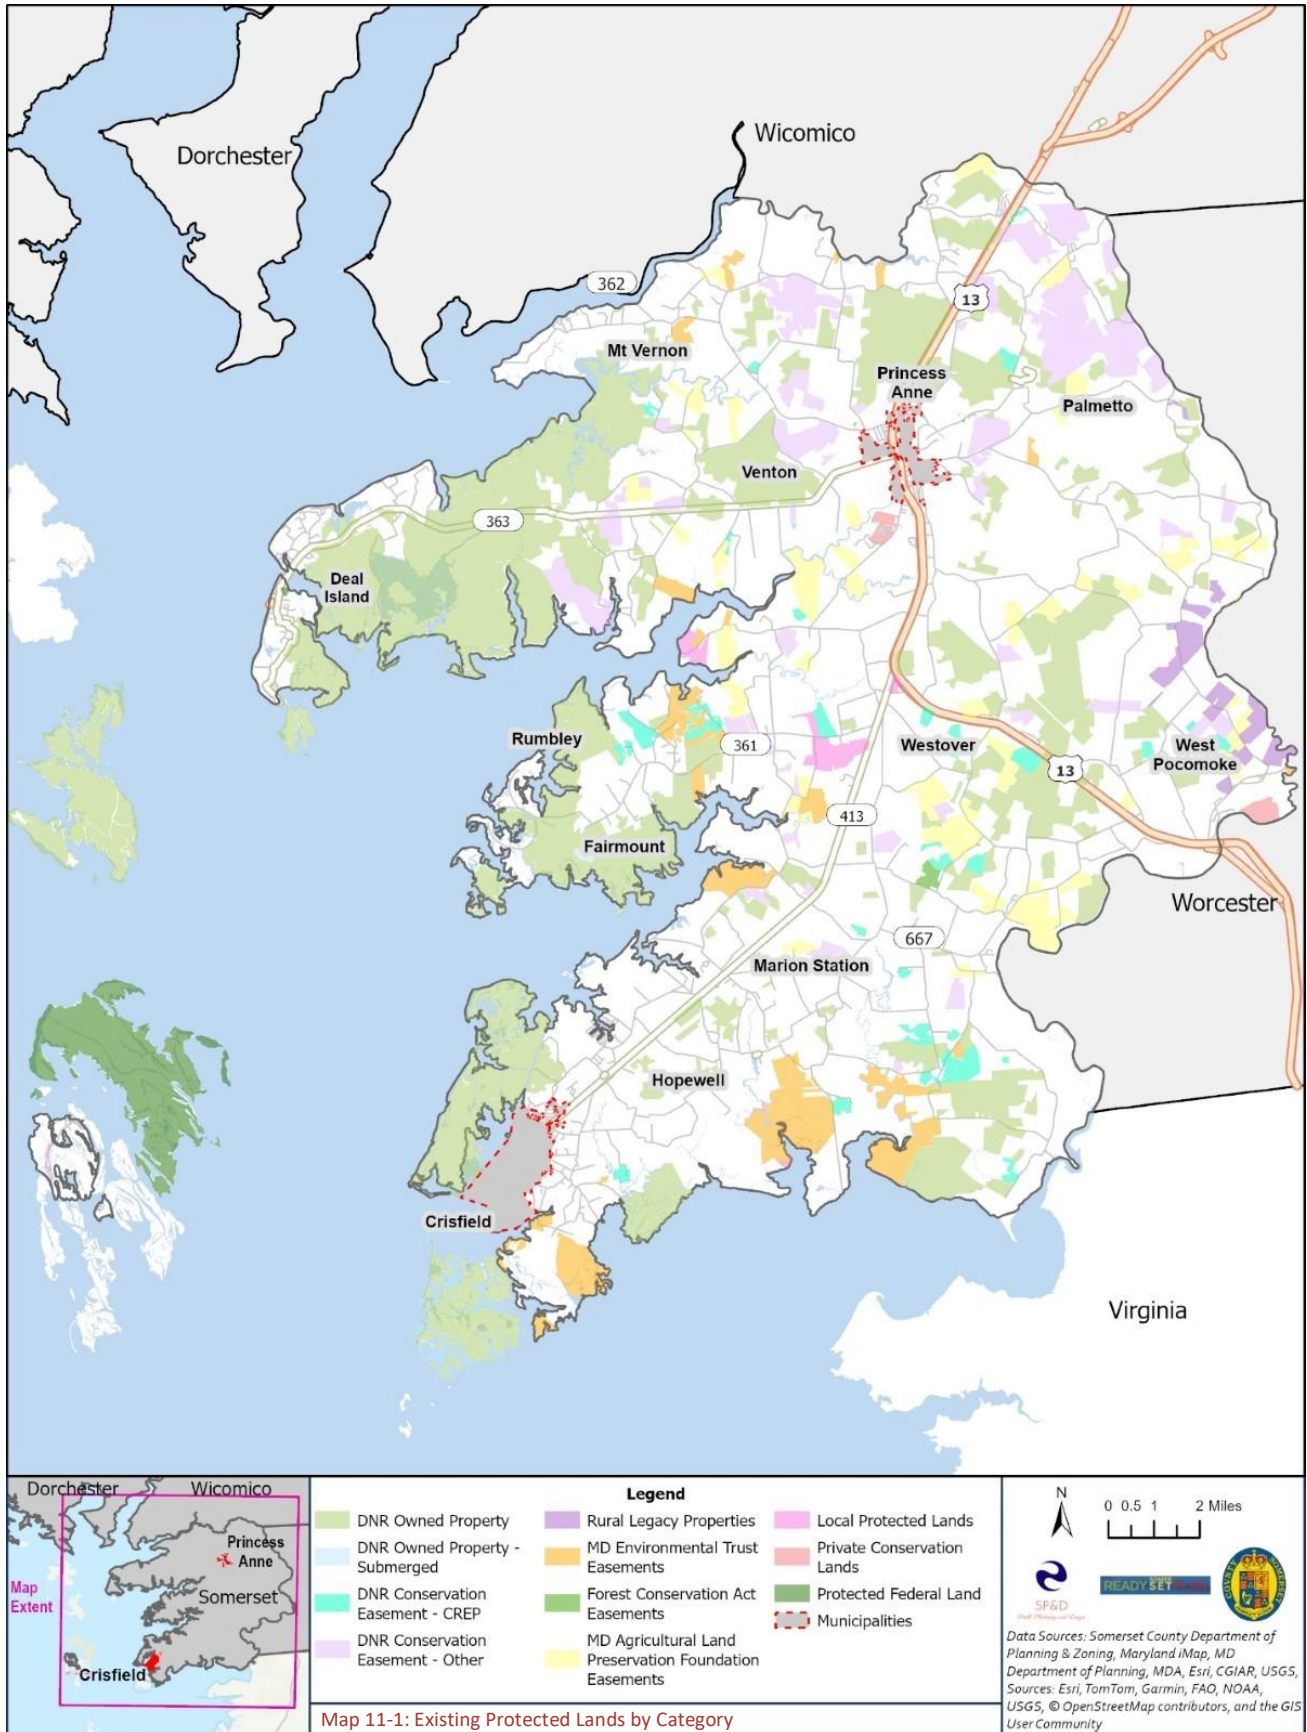 Dorchester
Wicomico
362
13
Mt Vernon
Princess
Anne
Palmetto
Venton
363
Deal
Island
Rumbley
361
Westover
West
Pocomoke
13
413
Fairmount
Worcester
667
Marion Station
Hopewell
Crisfield
Virginia
Dorchester
Wicomico
Princess
Anne
Map
Extent
Somerset
Crisfield
Legend
DNR Owned Property
DNR Owned Property -
Submerged
DNR Conservation
Easement - CREP
DNR Conservation
Easement - Other
Rural Legacy Properties
MD Environmental Trust
Easements
Forest Conservation Act
Easements
MD Agricultural Land
Preservation Foundation
Easements
Local Protected Lands
Private Conservation
Lands
Protected Federal Land
Municipalities
Map 11-1: Existing Protected Lands by Category
N
0 0.5 1 2 Miles
SP&D
READY SET
COUNTY SOMERSET
Data Sources: Somerset County Department of
Planning & Zoning, Maryland iMap, MD
Department of Planning, MDA, Esri, CGIAR, USGS,
Sources: Esri, TomTom, Garmin, FAO, NOAA,
USGS, © OpenStreetMap contributors, and the GIS
User Community